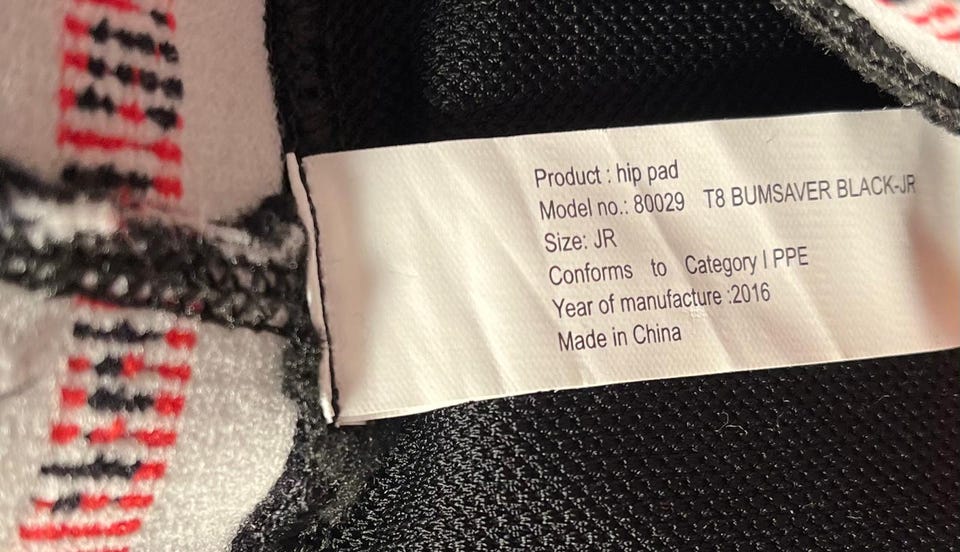 Product : hip pad
Model no.: 80029 T8 BUMSAVER BLACK-JR
Size: JR
Conforms to Category I PPE
Year of manufacture :2016
Made in China